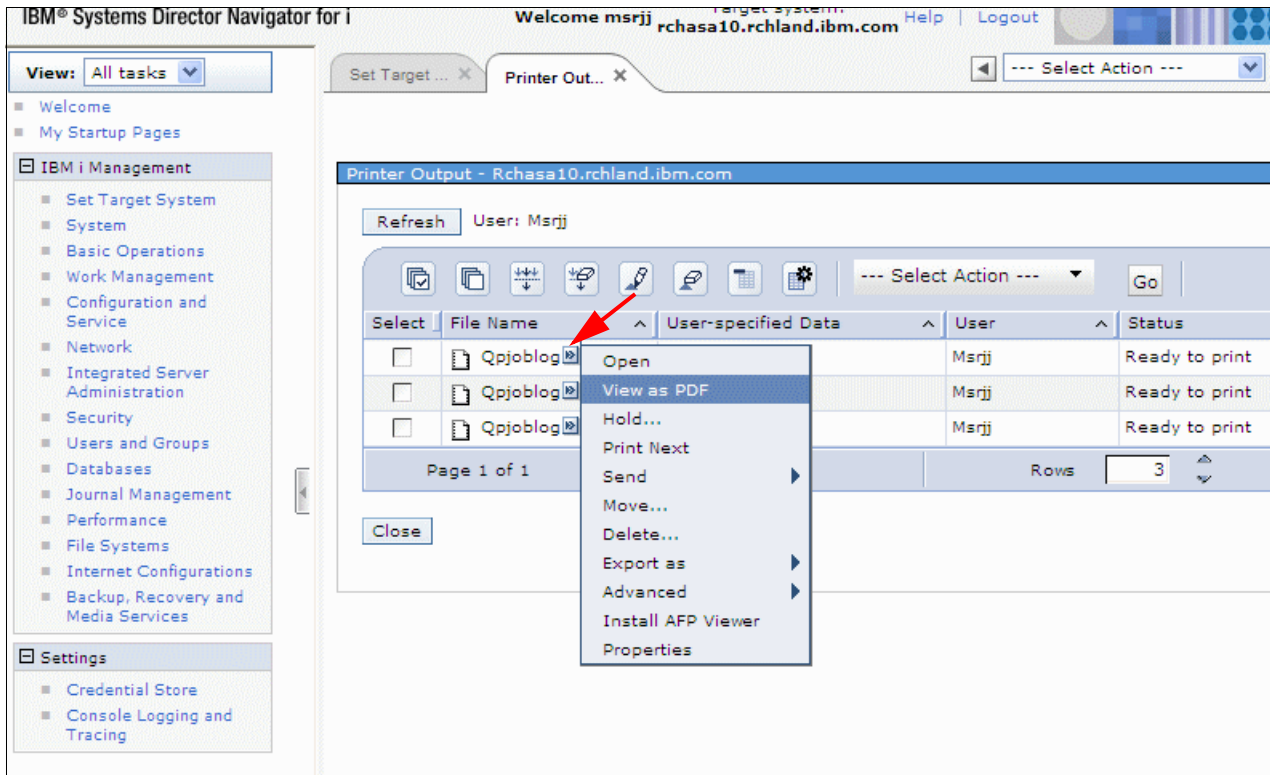 IBM® Systems Director Navigator for i
Welcome msrjj
Target system:
rchasa10.rchland.ibm.com
Help | Logout
View: All tasks
Welcome
My Startup Pages
IBM i Management
Set Target System
System
Basic Operations
Work Management
Configuration and
Service
Network
Integrated Server
Administration
Security
Users and Groups
Databases
Journal Management
Performance
File Systems
Internet Configurations
Backup, Recovery and
Media Services
Settings
Credential Store
Console Logging and
Tracing
Set Target ...
Printer Out...
--- Select Action ---
Printer Output - Rchasa10.rchland.ibm.com
Refresh User: Msrjj
--- Select Action --- Go
Select File Name User-specified Data User Status
Qpjoblog Msrjj Ready to print
Qpjoblog Msrjj Ready to print
Qpjoblog Msrjj Ready to print
Page 1 of 1 Rows 3
Close
Open
View as PDF
Hold...
Print Next
Send
Move...
Delete...
Export as
Advanced
Install AFP Viewer
Properties